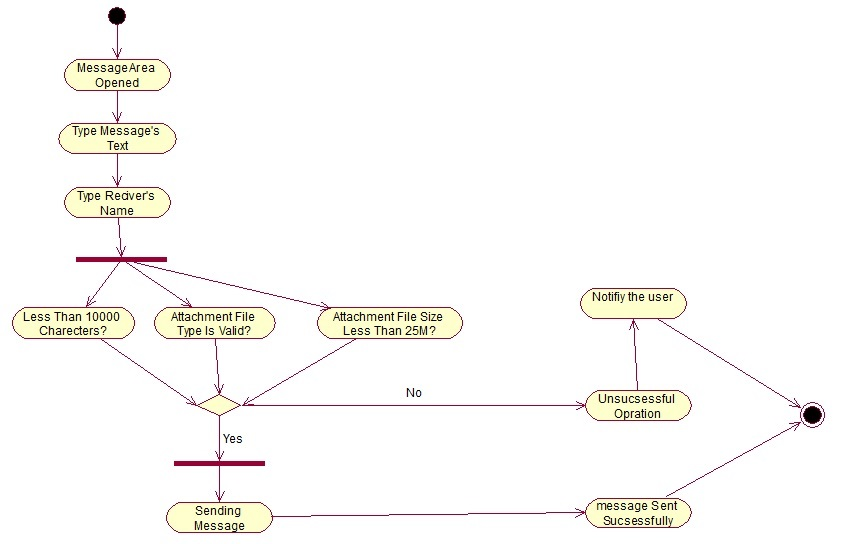 MessageArea
Opened
Type Message's
Text
Type Reciver's
Name
Less Than 10000
Charecters?
Attachment File
Type Is Valid?
Attachment File Size
Less Than 25M?
Notifiy the user
No
Unsucsessful
Opration
Yes
Sending
Message
message Sent
Sucsessfully